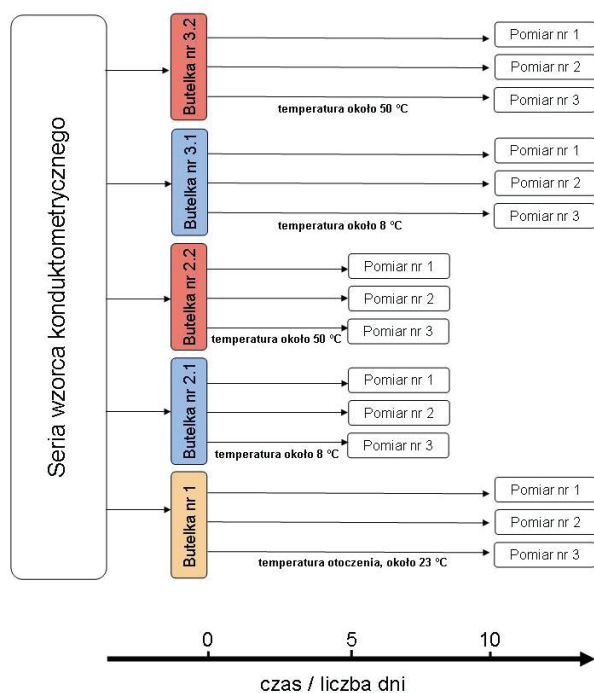 Seria wzorca konduktometrycznego
Butelka nr 3.2
Pomiar nr 1
Pomiar nr 2
Pomiar nr 3
temperatura około 50 °C
Butelka nr 3.1
Pomiar nr 1
Pomiar nr 2
Pomiar nr 3
temperatura około 8 °C
Butelka nr 2.2
Pomiar nr 1
Pomiar nr 2
Pomiar nr 3
temperatura około 50 °C
Butelka nr 2.1
Pomiar nr 1
Pomiar nr 2
Pomiar nr 3
temperatura około 8 °C
Butelka nr 1
Pomiar nr 1
Pomiar nr 2
Pomiar nr 3
temperatura otoczenia, około 23 °C
0 5 10
czas / liczba dni